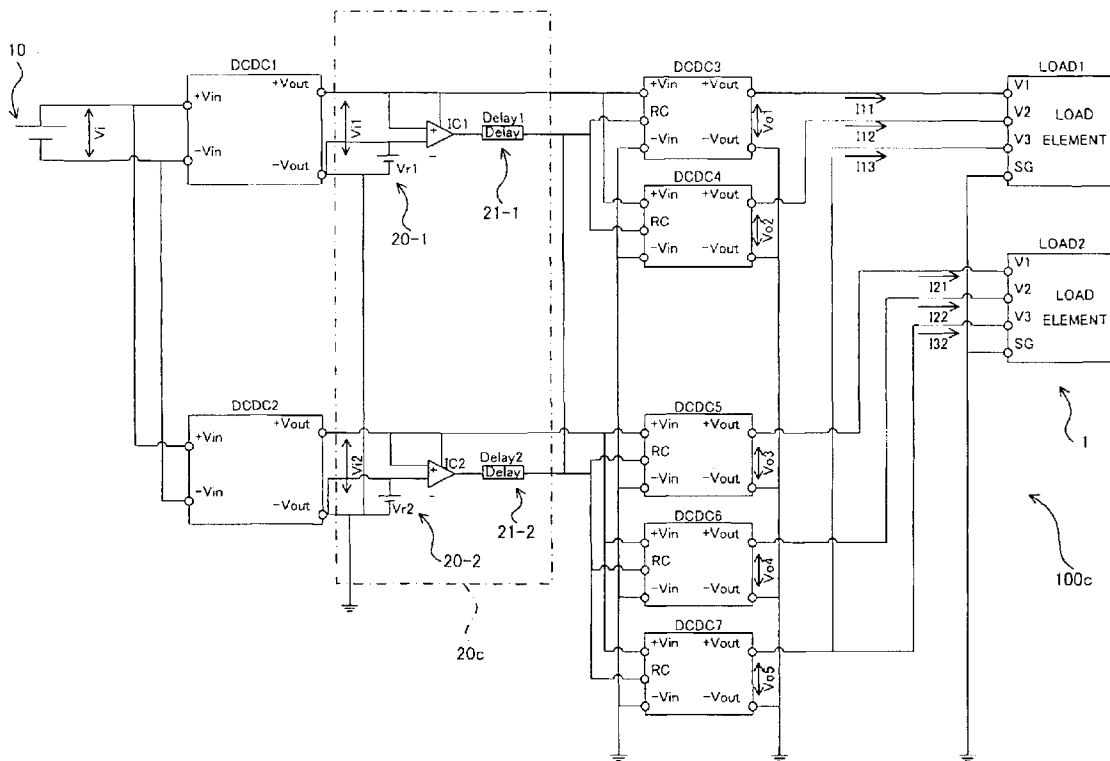 10
Vi
DCDC1
+Vin
−Vin
+Vout
−Vout
Vi1
IC1
+
−
Vr1
20-1
Delay1
Delay
21-1
DCDC2
+Vin
−Vin
+Vout
−Vout
Vi2
IC2
+
−
Vr2
20-2
Delay2
Delay
21-2
20c
DCDC3
+Vin
RC
−Vin
+Vout
−Vout
Vo1
DCDC4
+Vin
RC
−Vin
+Vout
−Vout
Vo2
DCDC5
+Vin
RC
−Vin
+Vout
−Vout
Vo3
DCDC6
+Vin
RC
−Vin
+Vout
−Vout
Vo4
DCDC7
+Vin
RC
−Vin
+Vout
−Vout
Vo5
I11
I12
I13
LOAD1
V1
V2
V3
SG
LOAD
ELEMENT
I21
I22
I32
LOAD2
V1
V2
V3
SG
LOAD
ELEMENT
1
100c